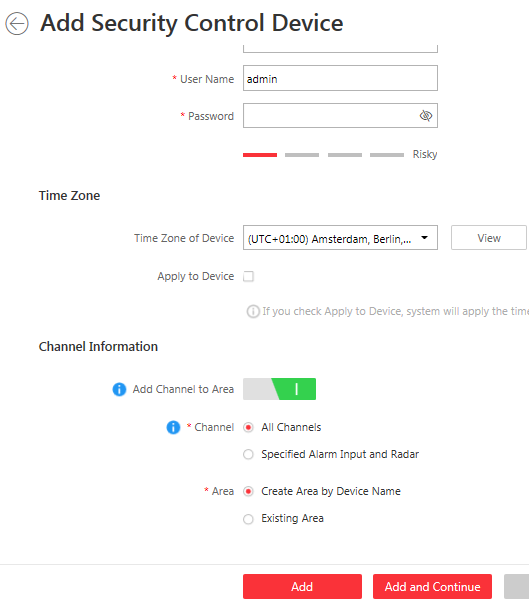 Add Security Control Device
* User Name admin
* Password
Risky
Time Zone
Time Zone of Device (UTC+01:00) Amsterdam, Berlin,... View
Apply to Device
If you check Apply to Device, system will apply the time
Channel Information
Add Channel to Area
* Channel All Channels
Specified Alarm Input and Radar
* Area Create Area by Device Name
Existing Area
Add Add and Continue